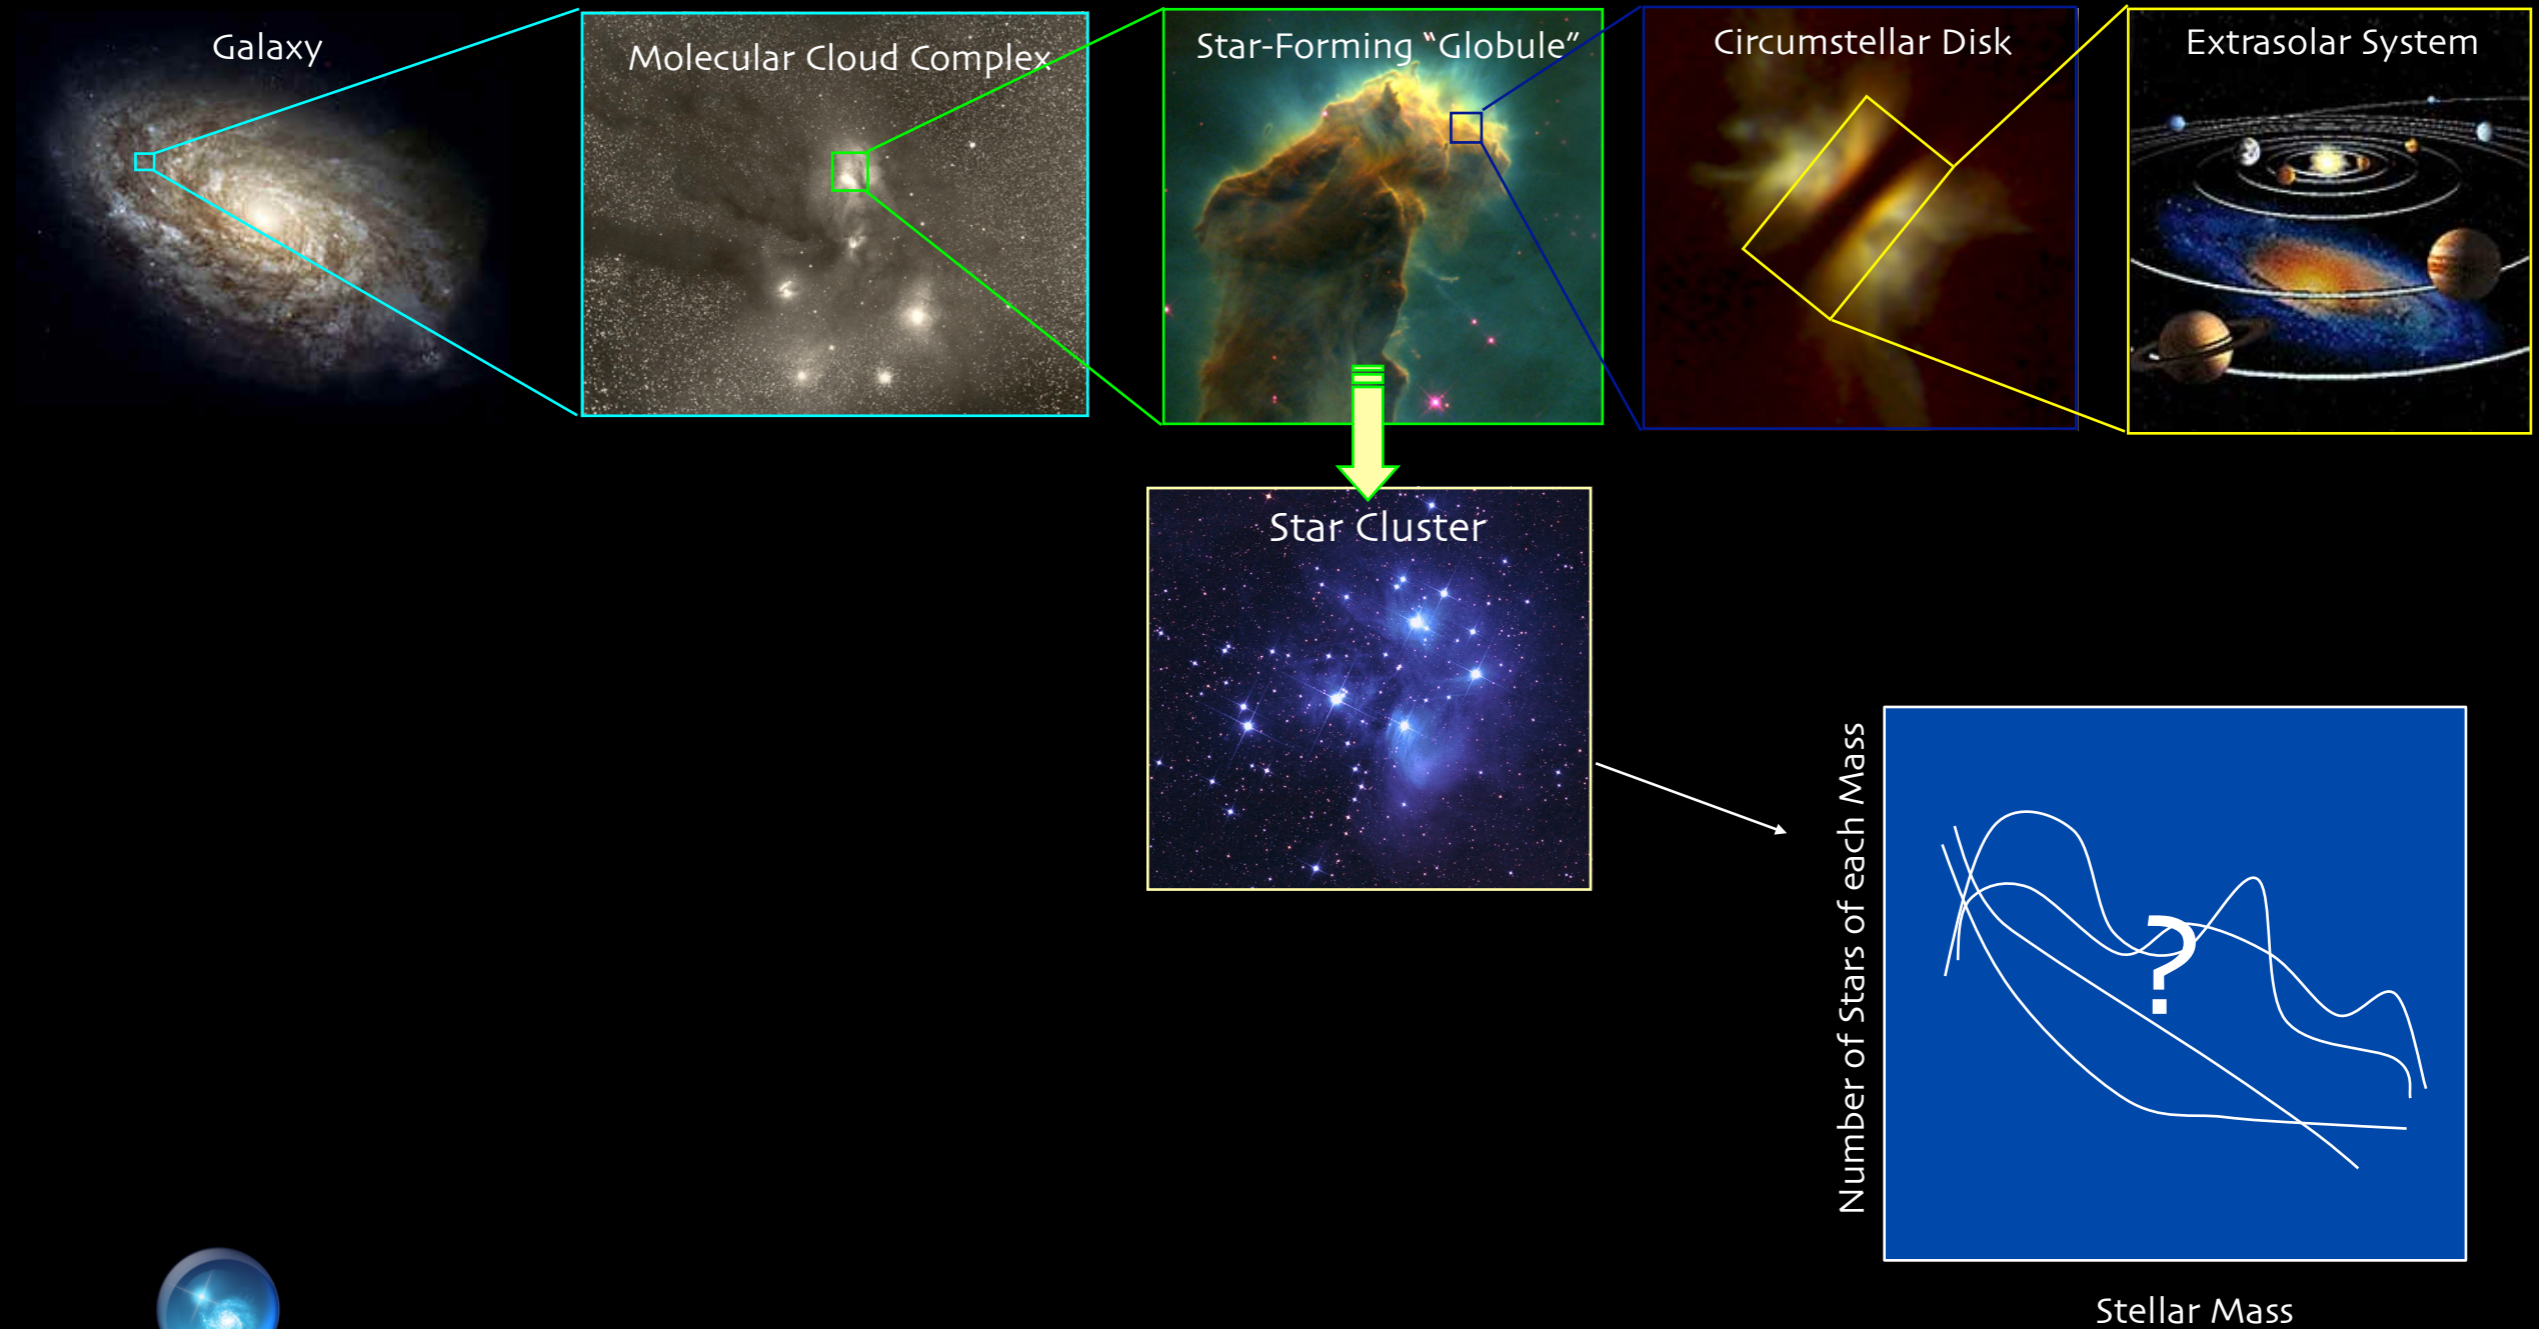 Galaxy
Molecular Cloud Complex
Star-Forming “Globule”
Circumstellar Disk
Extrasolar System
Star Cluster
Number of Stars of each Mass
?
Stellar Mass